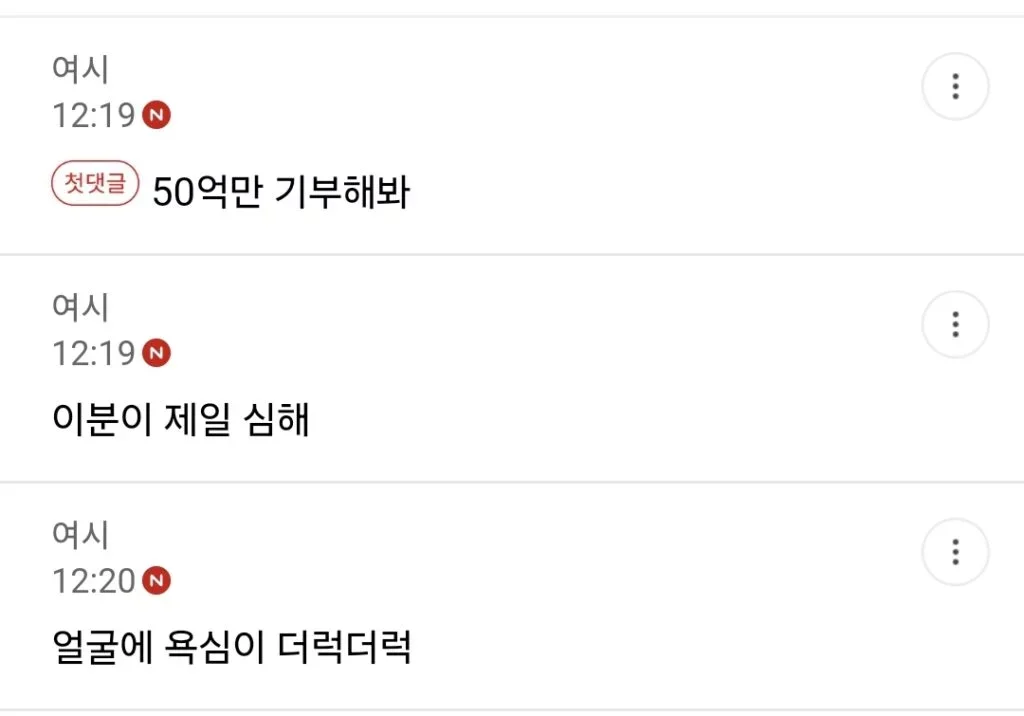 여시
12:19 N
첫댓글 50억만 기부해봐
여시
12:19 N
이분이 제일 심해
여시
12:20 N
얼굴에 욕심이 더럭더럭